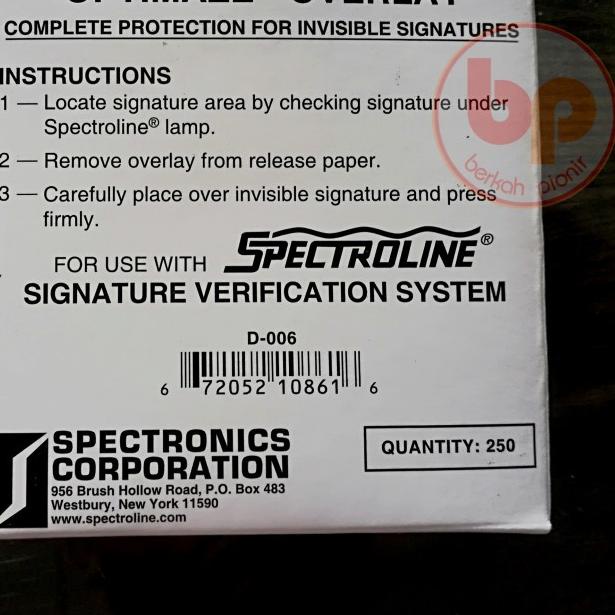 OVERLAY
COMPLETE PROTECTION FOR INVISIBLE SIGNATURES
INSTRUCTIONS
1 — Locate signature area by checking signature under
Spectroline® lamp.
2 — Remove overlay from release paper.
3 — Carefully place over invisible signature and press
firmly.
FOR USE WITH SPECTROLINE®
SIGNATURE VERIFICATION SYSTEM
D-006
6 72052 10861 6
SPECTRONICS
CORPORATION
956 Brush Hollow Road, P.O. Box 483
Westbury, New York 11590
www.spectroline.com
QUANTITY: 250
bp
berkah pionir